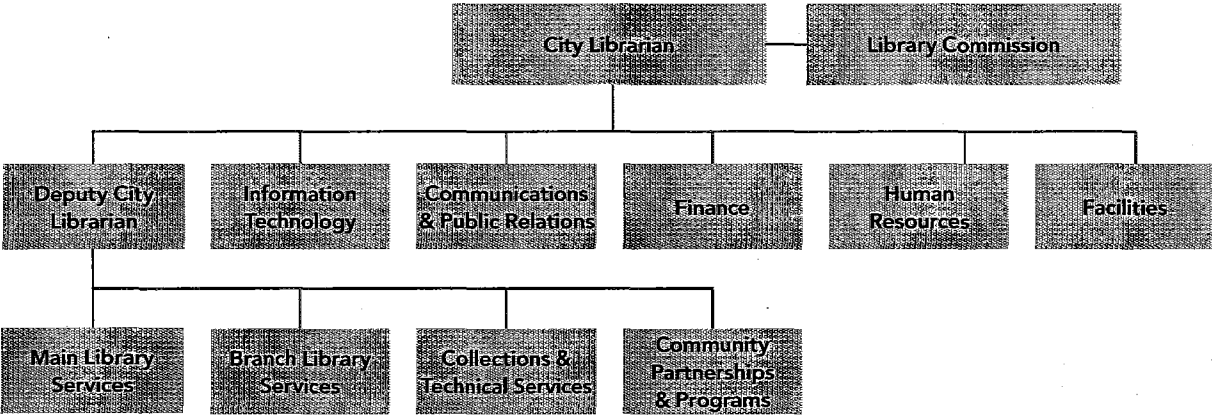 City Librarian
Library Commission
Deputy City
Librarian
Information
Technology
Communications
& Public Relations
Finance
Human
Resources
Facilities
Main Library
Services
Branch Library
Services
Collections &
Technical Services
Community
Partnerships
& Programs